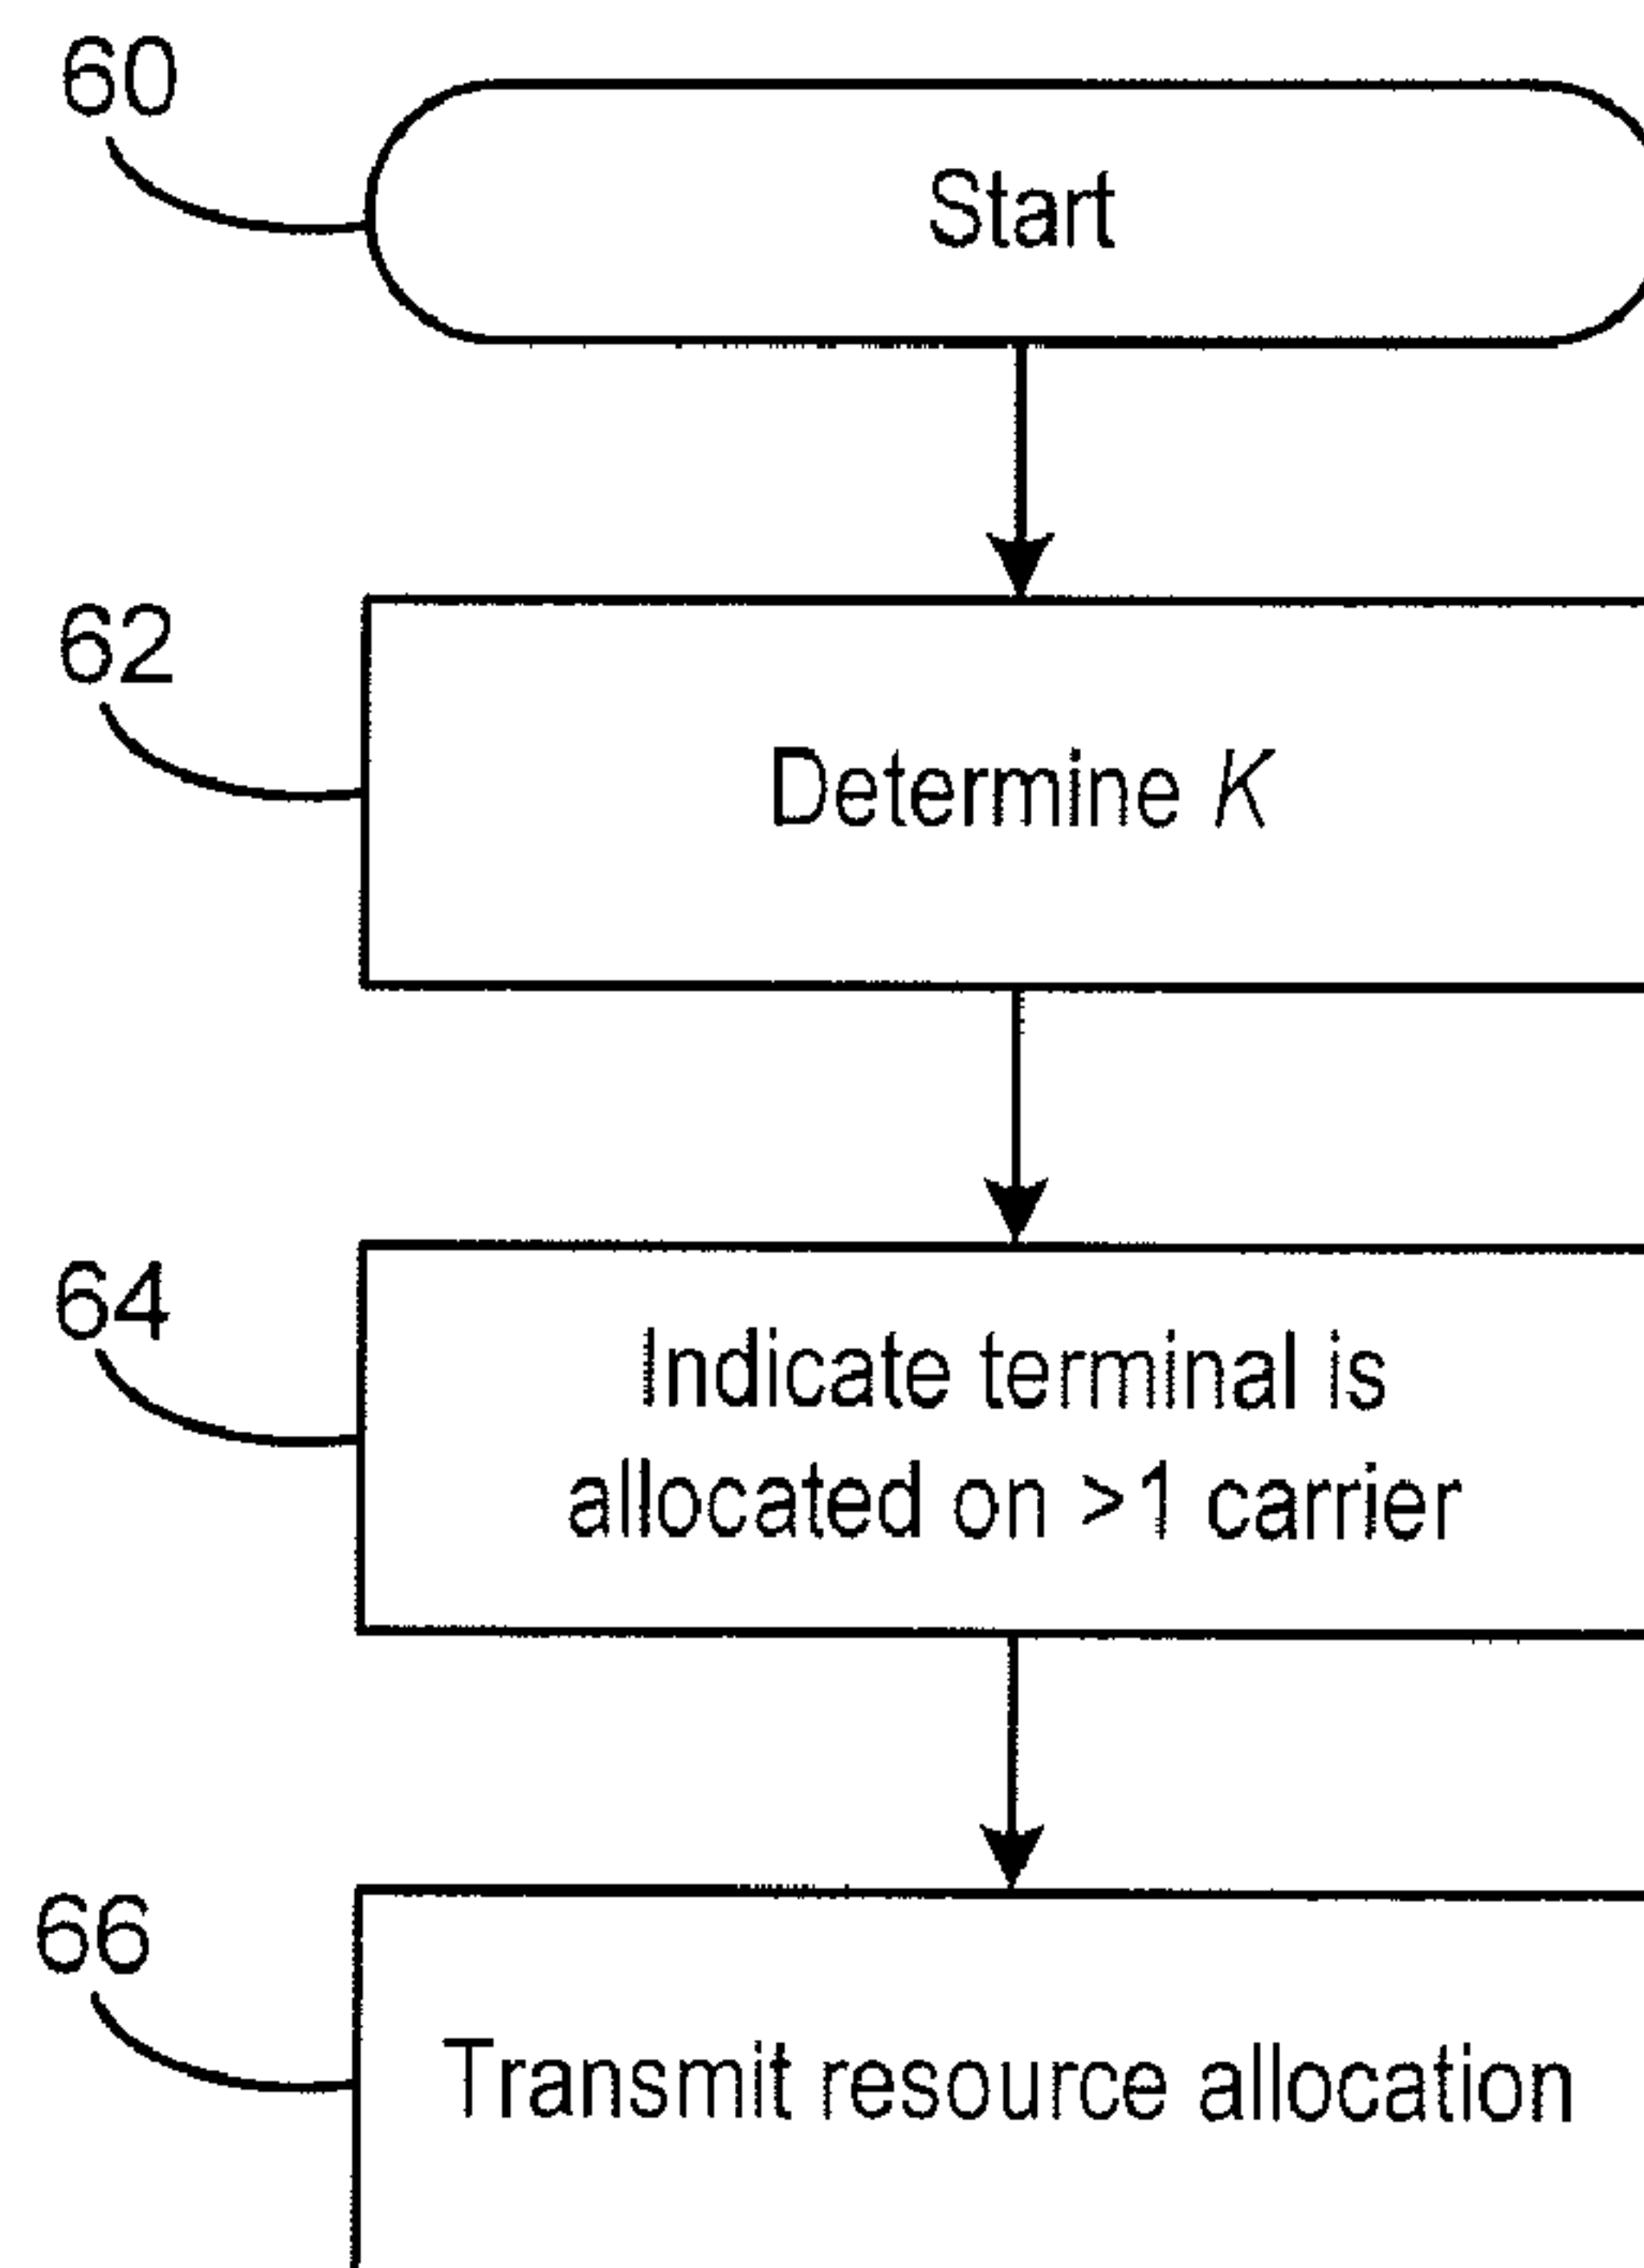 60
Start
62
Determine K
64
Indicate terminal is
allocated on >1 carrier
66
Transmit resource allocation